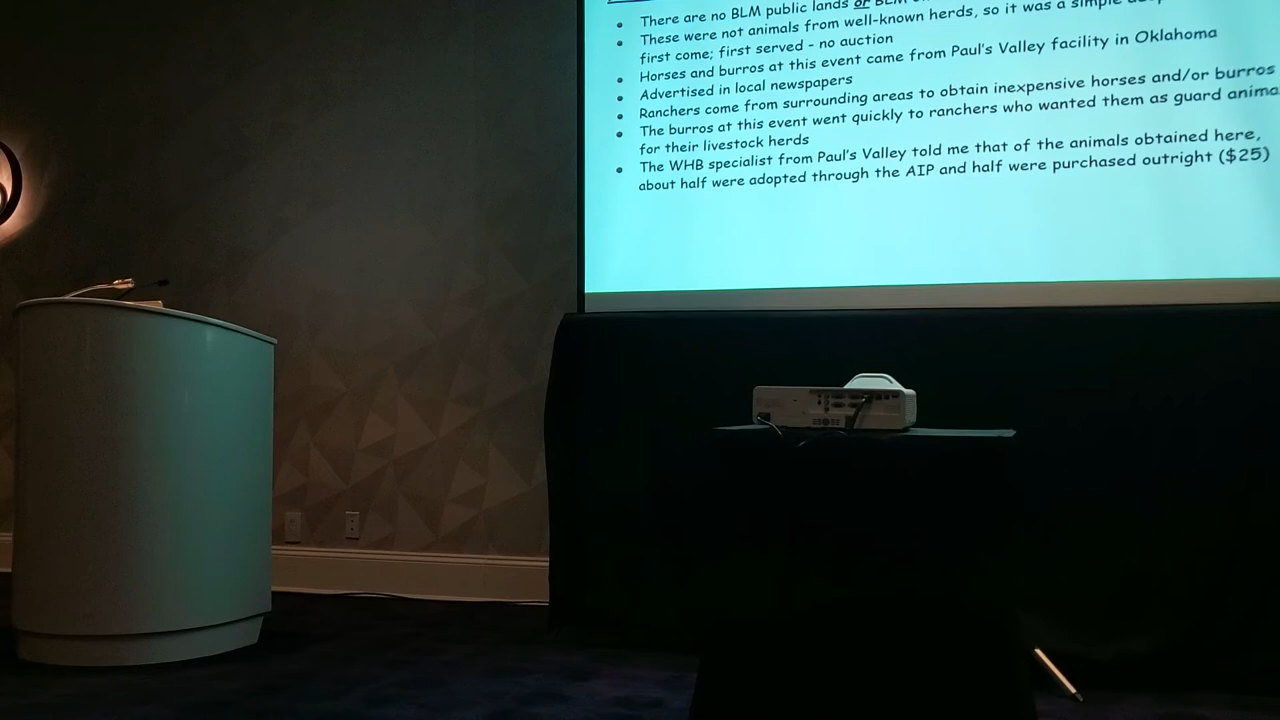 There are no BLM public lands or BLM
These were not animals from well-known herds, so it was a simple
first come; first served - no auction
Horses and burros at this event came from Paul's Valley facility in Oklahoma
Advertised in local newspapers
Ranchers come from surrounding areas to obtain inexpensive horses and/or burros
The burros at this event went quickly to ranchers who wanted them as guard anima
for their livestock herds
The WHB specialist from Paul's Valley told me that of the animals obtained here,
about half were adopted through the AIP and half were purchased outright ($25)